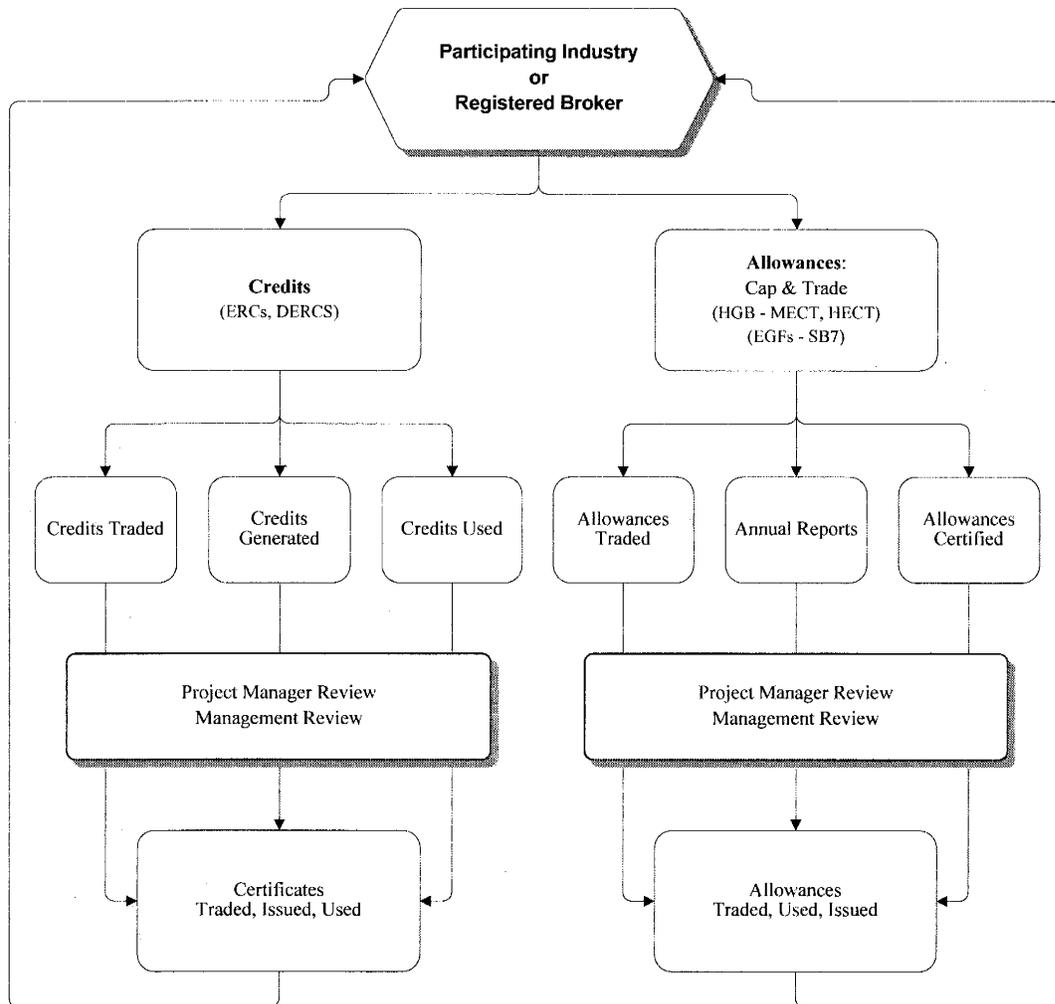 Participating Industry
or
Registered Broker
Credits
(ERCs, DERCS)
Allowances:
Cap & Trade
(HGB - MECT, HECT)
(EGFs - SB7)
Credits Traded
Credits
Generated
Credits Used
Allowances
Traded
Annual Reports
Allowances
Certified
Project Manager Review
Management Review
Project Manager Review
Management Review
Certificates
Traded, Issued, Used
Allowances
Traded, Used, Issued